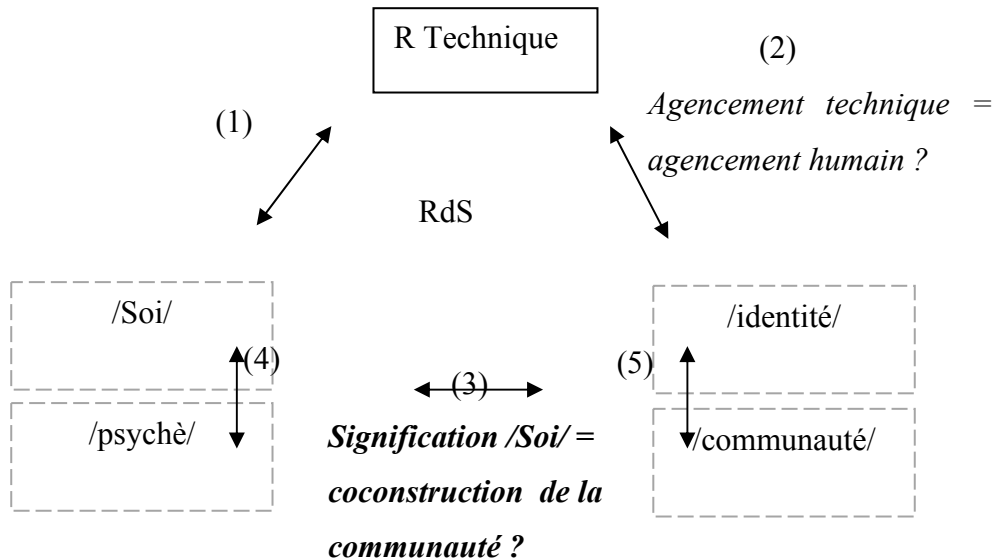 R Technique
(2)
(1)
Agencement technique =
agencement humain ?
RdS
/Soi/
/identité/
(4)
(5)
(3)
/psychè/
/communauté/
Signification /Soi/ =
coconstruction de la
communauté ?